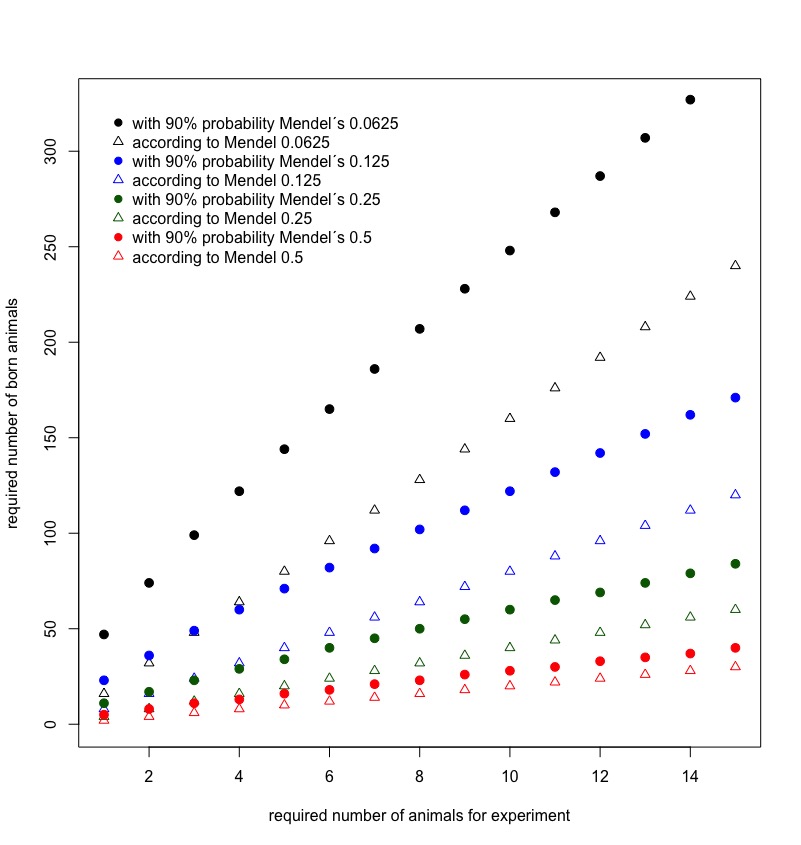 with 90% probability Mendel´s 0.0625
according to Mendel 0.0625
with 90% probability Mendel´s 0.125
according to Mendel 0.125
with 90% probability Mendel´s 0.25
according to Mendel 0.25
with 90% probability Mendel´s 0.5
according to Mendel 0.5
required number of born animals
300
250
200
150
100
50
0
2 4 6 8 10 12 14
required number of animals for experiment